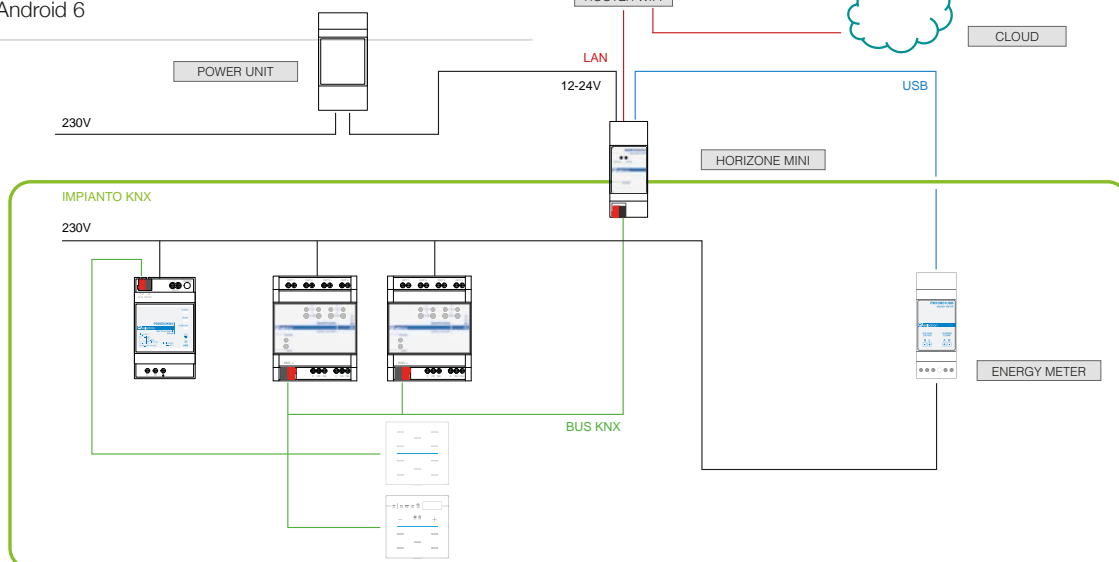 Android 6
CLOUD
LAN
POWER UNIT
12-24V
USB
230V
HORIZONE MINI
IMPIANTO KNX
230V
ENERGY METER
BUS KNX